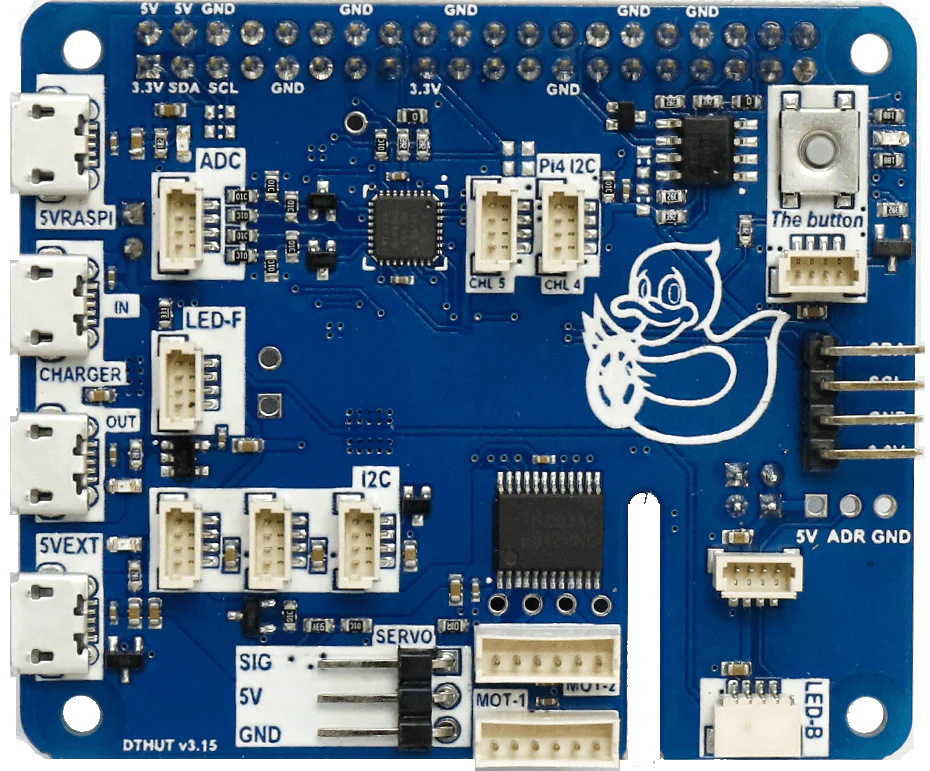 5V 5V GND GND GND GND GND
3.3V SDA SCL GND 3.3V GND
ADC
Pi4 I2C
5VRASPI
The button
CHL 5
CHL 4
IN
LED-F
CHARGER
OUT
I2C
5VEXT
5V ADR GND
SERVO
SIG
5V
GND
MOT-1
MOT-2
LED-B
DTHUT v3.15